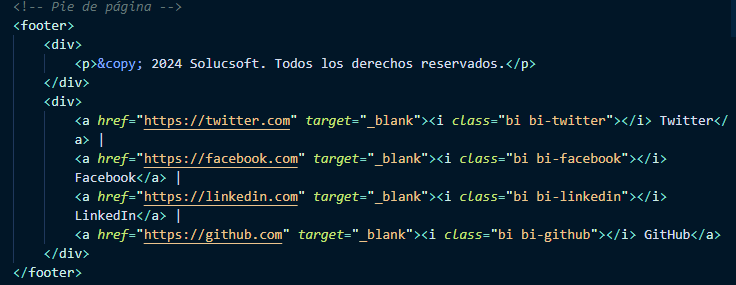 <!-- Pie de página -->
<footer>
<div>
<p>&copy; 2024 Solucsoft. Todos los derechos reservados.</p>
</div>
<div>
<a href="https://twitter.com" target="_blank"><i class="bi bi-twitter"></i> Twitter</
a> |
<a href="https://facebook.com" target="_blank"><i class="bi bi-facebook"></i>
Facebook</a> |
<a href="https://linkedin.com" target="_blank"><i class="bi bi-linkedin"></i>
LinkedIn</a> |
<a href="https://github.com" target="_blank"><i class="bi bi-github"></i> GitHub</a>
</div>
</footer>